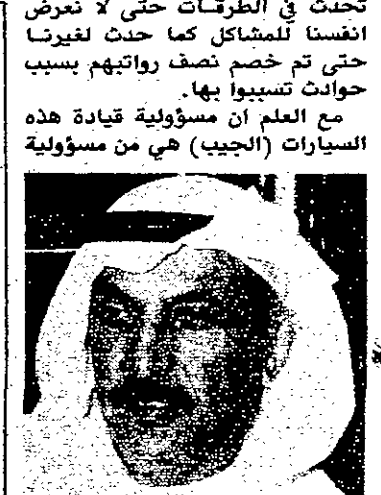 تحدث في الطرقات حتى لا نعرض
انفسنا للمشاكل كما حدث لغيرنا
حتى تم خصم نصف رواتبهم بسبب
حوادث تسببوا بها.
مع العلم ان مسؤولية قيادة هذه
السيارات (الجيب) هي من مسؤولية